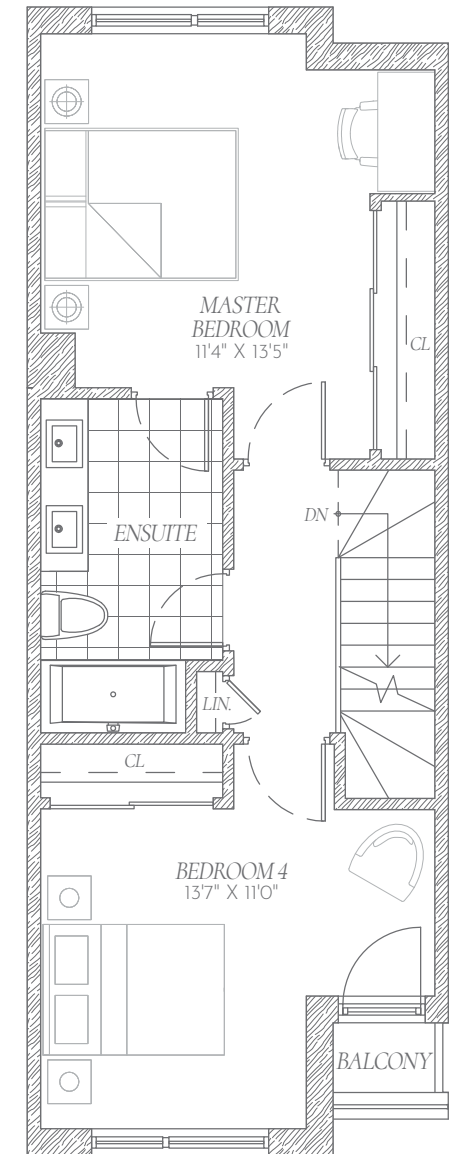 MASTER
BEDROOM
11'4" X 13'5"
CL
DN
ENSUITE
LIN.
CL
BEDROOM 4
13'7" X 11'0"
BALCONY